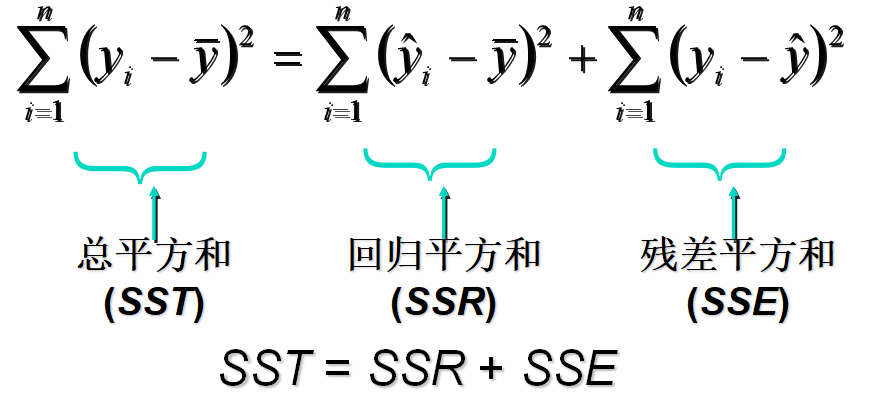 \sum_{i=1}^{n} (y_i - \bar{y})^2 = \sum_{i=1}^{n} (\hat{y}_i - \bar{y})^2 + \sum_{i=1}^{n} (y_i - \hat{y})^2
总平方和 回归平方和 残差平方和
(SST) (SSR) (SSE)
SST = SSR + SSE